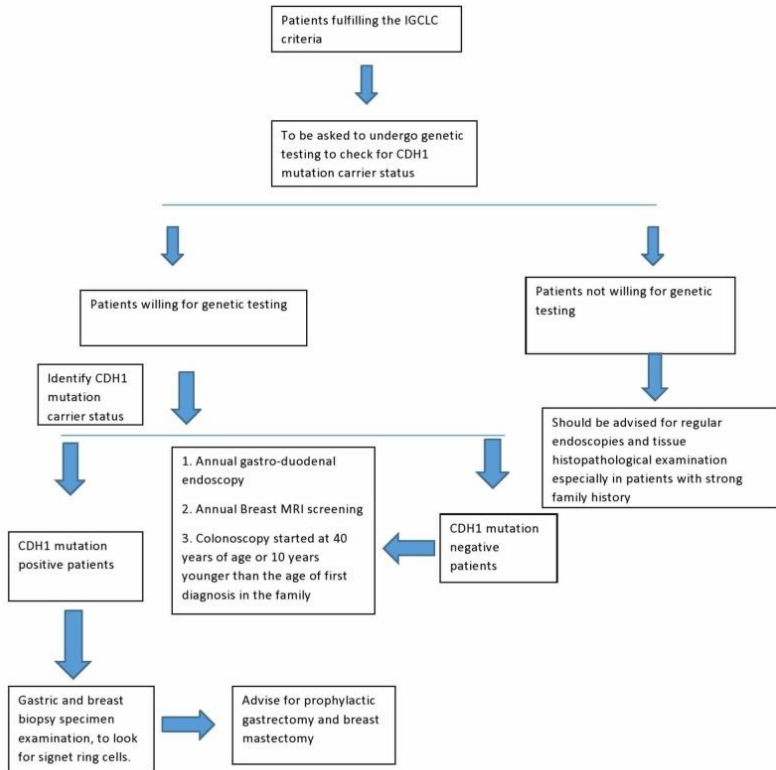 Patients fulfilling the IGCLC
criteria
To be asked to undergo genetic
testing to check for CDH1
mutation carrier status
Patients willing for genetic testing
Patients not willing for genetic
testing
Identify CDH1
mutation
carrier status
Should be advised for regular
endoscopies and tissue
histopathological examination
especially in patients with strong
family history
1. Annual gastro-duodenal
endoscopy
2. Annual Breast MRI screening
3. Colonoscopy started at 40
years of age or 10 years
younger than the age of first
diagnosis in the family
CDH1 mutation
negative
patients
CDH1 mutation
positive patients
Gastric and breast
biopsy specimen
examination, to look
for signet ring cells.
Advise for prophylactic
gastrectomy and breast
mastectomy